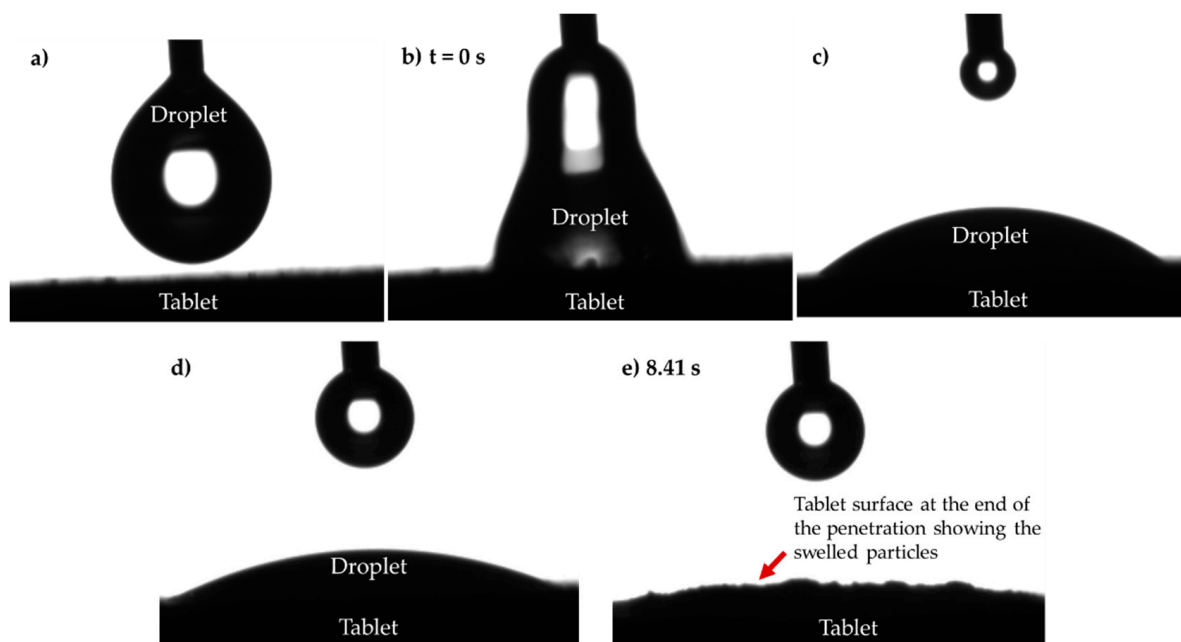 a)
Droplet
Tablet
b) t = 0 s
Droplet
Tablet
c)
Droplet
Tablet
d)
Droplet
Tablet
e) 8.41 s
Tablet surface at the end of
the penetration showing the
swelled particles
Tablet